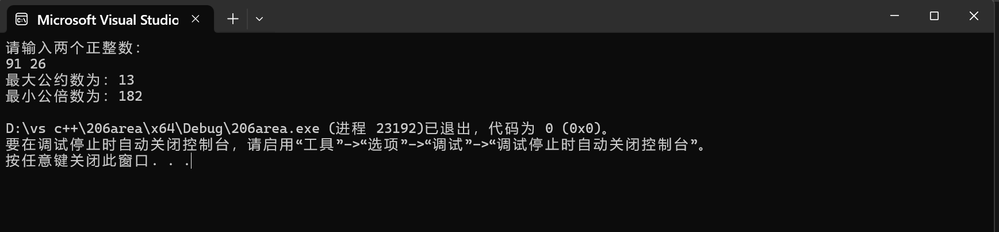 Microsoft Visual Studio
请输入两个正整数：
91 26
最大公约数为：13
最小公倍数为：182
D:\vs c++\206area\x64\Debug\206area.exe (进程 23192)已退出，代码为 0 (0x0)。
要在调试停止时自动关闭控制台，请启用“工具”->“选项”->“调试”->“调试停止时自动关闭控制台”。
按任意键关闭此窗口. . .